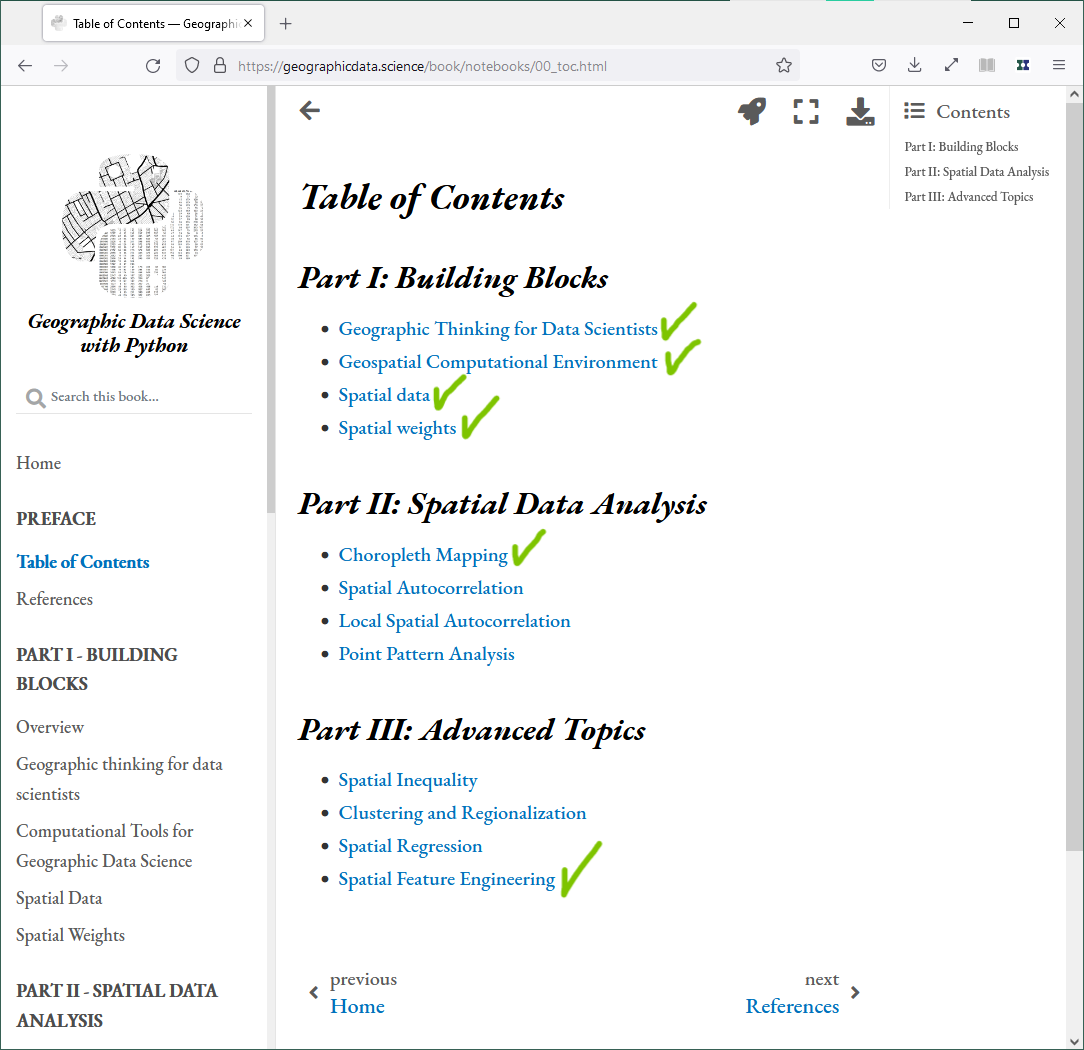 Table of Contents — Geographi
https://geographicdata.science/book/notebooks/00_toc.html
Geographic Data Science
with Python
Search this book...
Home
PREFACE
Table of Contents
References
PART I - BUILDING
BLOCKS
Overview
Geographic thinking for data
scientists
Computational Tools for
Geographic Data Science
Spatial Data
Spatial Weights
PART II - SPATIAL DATA
ANALYSIS
Table of Contents
Part I: Building Blocks
Geographic Thinking for Data Scientists
Geospatial Computational Environment
Spatial data
Spatial weights
Part II: Spatial Data Analysis
Choropleth Mapping
Spatial Autocorrelation
Local Spatial Autocorrelation
Point Pattern Analysis
Part III: Advanced Topics
Spatial Inequality
Clustering and Regionalization
Spatial Regression
Spatial Feature Engineering
previous
Home
next
References
Contents
Part I: Building Blocks
Part II: Spatial Data Analysis
Part III: Advanced Topics